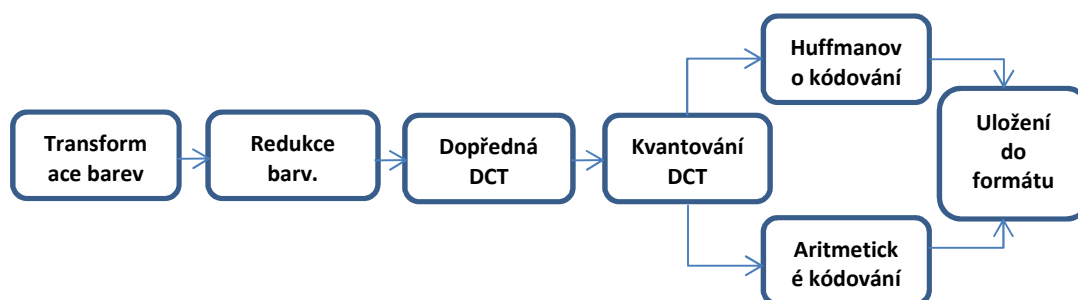 Transform
ace barev
Redukce
barv.
Dopředná
DCT
Kvantování
DCT
Huffmanov
o kódování
Aritmetick
é kódování
Uložení
do
formátu